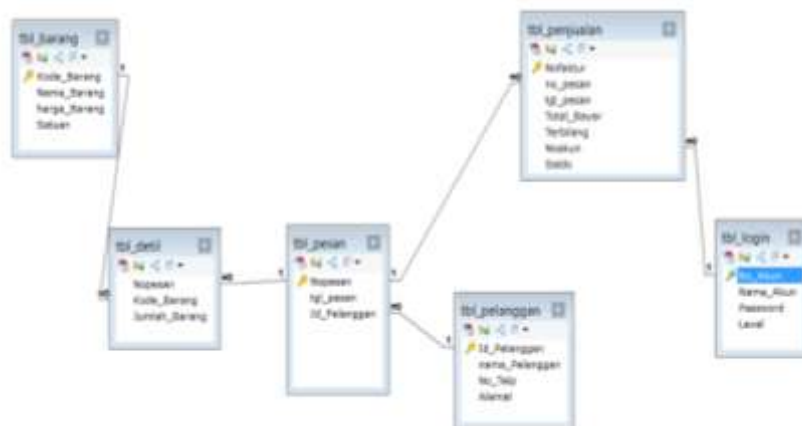 tbl_barang
Kode_Barang
Nama_Barang
harga_Barang
Satuan
tbl_detil
Nopesan
Kode_Barang
Jumlah_Barang
tbl_pesan
Nopesan
tgl_pesan
Id_Pelanggan
tbl_pelanggan
Id_Pelanggan
nama_Pelanggan
No_Telp
Alamat
tbl_penjualan
Nofaktur
no_pesan
tgl_pesan
Total_Bayar
Terbilang
Noakun
tbl_login
No_Akun
Nama_Akun
Password
Level